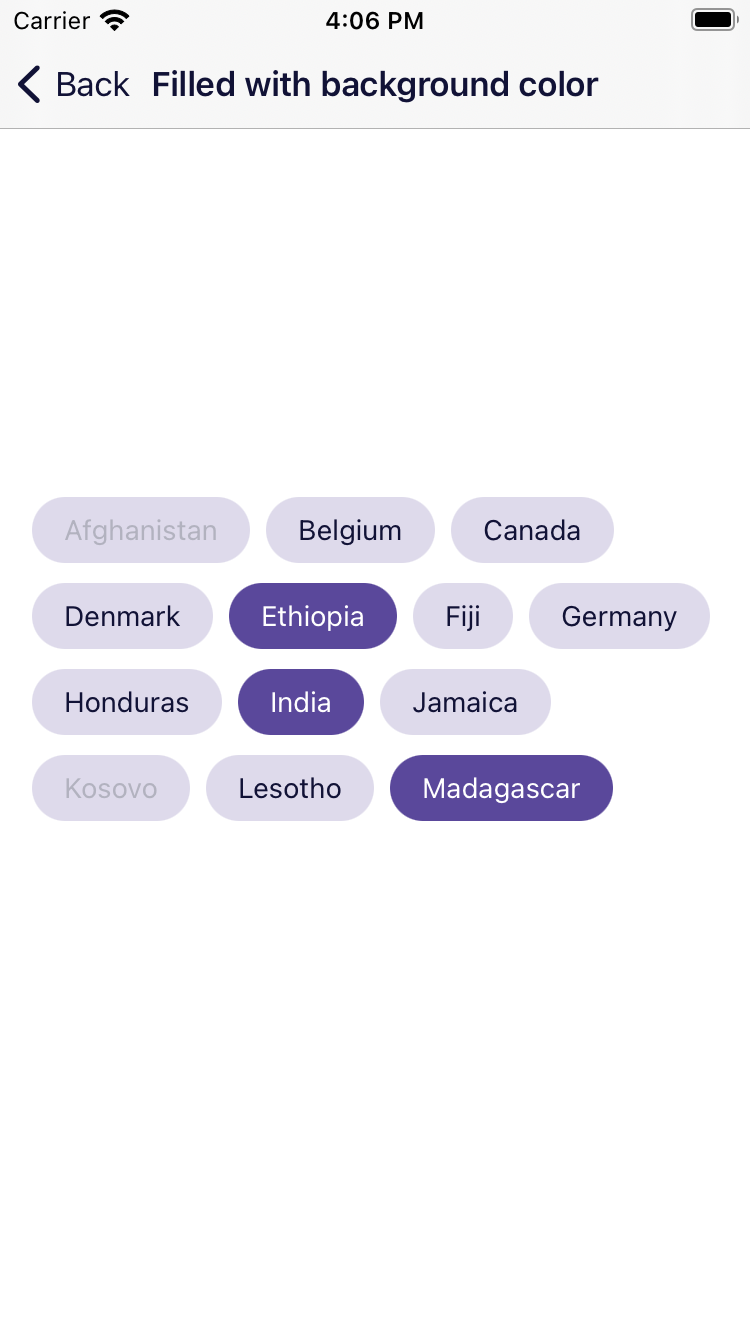 Carrier 4:06 PM
Back Filled with background color
Afghanistan Belgium Canada
Denmark Ethiopia Fiji Germany
Honduras India Jamaica
Kosovo Lesotho Madagascar